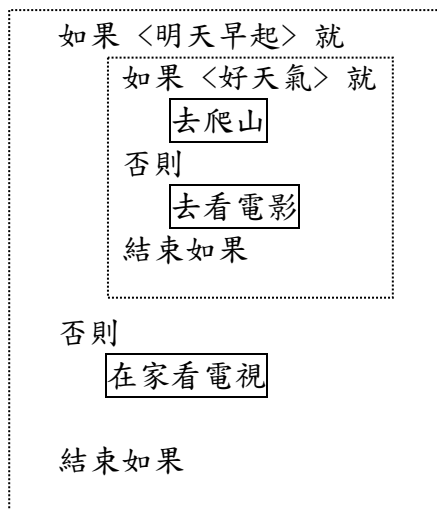 如果 <明天早起> 就
如果 <好天氣> 就
去爬山
否則
去看電影
結束如果
否則
在家看電視
結束如果